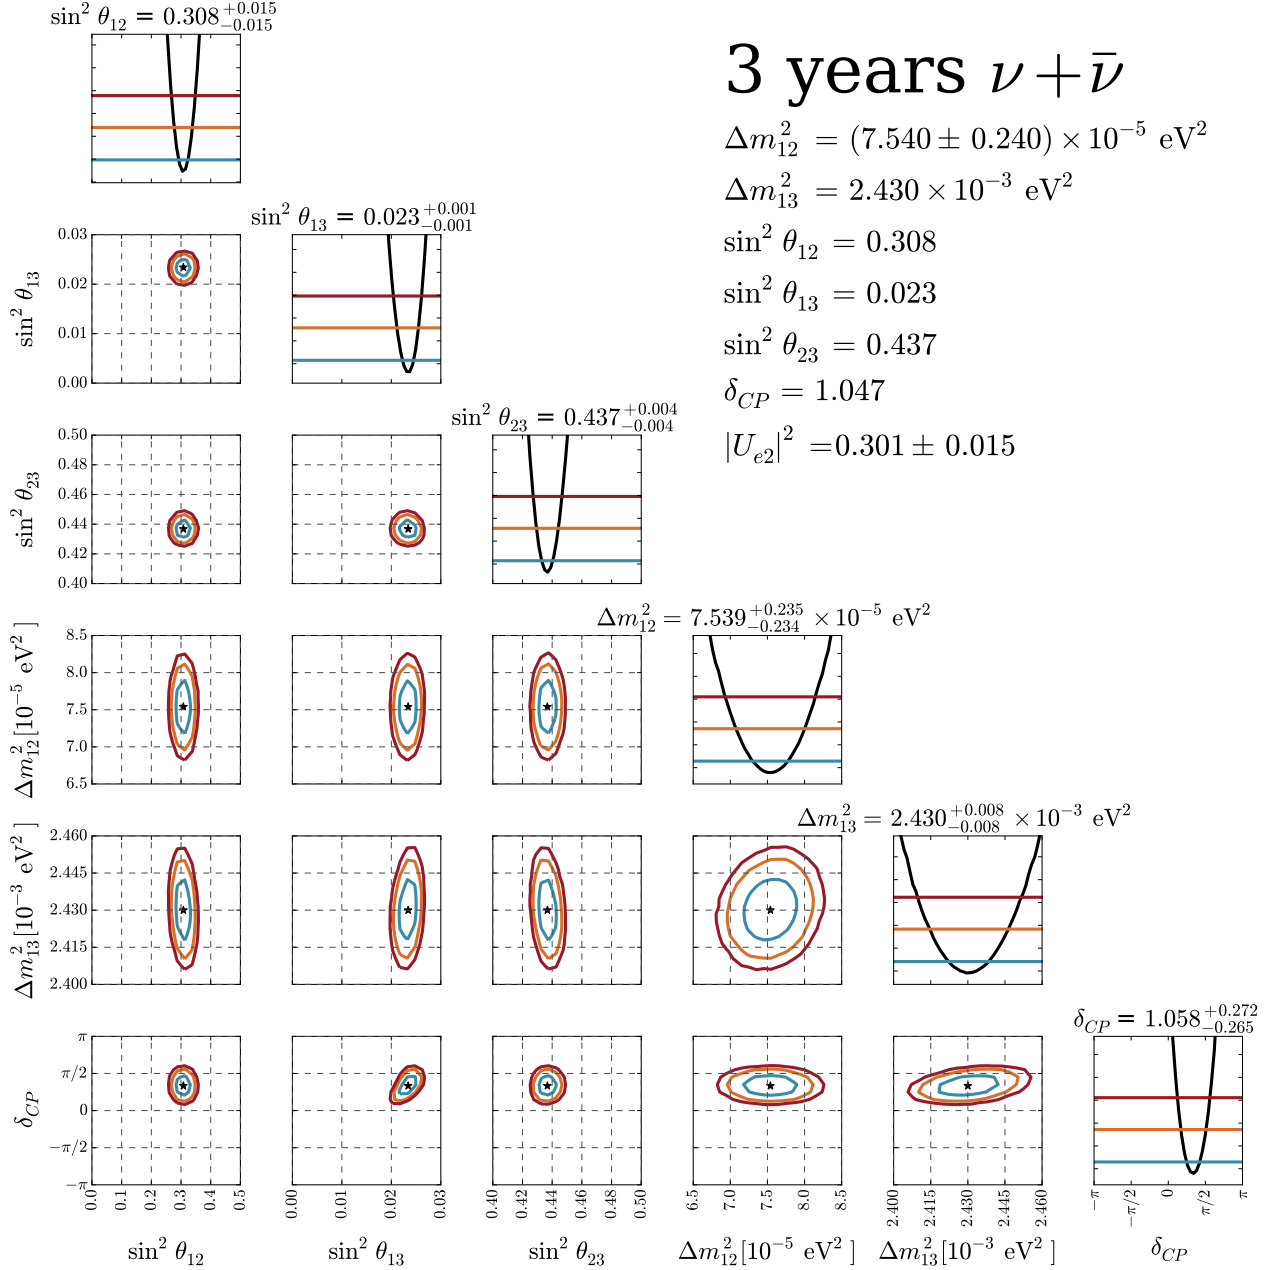 sin² θ₁₂ = 0.308 +0.015 −0.015
3 years ν + ν̄
Δm²₁₂ = (7.540 ± 0.240) × 10⁻⁵ eV²
Δm²₁₃ = 2.430 × 10⁻³ eV²
sin² θ₁₂ = 0.308
sin² θ₁₃ = 0.023
sin² θ₂₃ = 0.437
δ_CP = 1.047
|U_e2|² =0.301 ± 0.015
sin² θ₁₃ = 0.023 +0.001 −0.001
0.03
0.02
0.01
0.00
sin² θ₁₃
sin² θ₂₃ = 0.437 +0.004 −0.004
0.50
0.48
0.46
0.44
0.42
0.40
sin² θ₂₃
Δm²₁₂ = 7.539 +0.235 −0.234 × 10⁻⁵ eV²
8.5
8.0
7.5
7.0
6.5
Δm²₁₂[10⁻⁵ eV² ]
Δm²₁₃ = 2.430 +0.008 −0.008 × 10⁻³ eV²
2.460
2.445
2.430
2.415
2.400
Δm²₁₃[10⁻³ eV² ]
δ_CP = 1.058 +0.272 −0.265
π
π/2
0
−π/2
−π
δ_CP
0.0 0.1 0.2 0.3 0.4 0.5
0.00 0.01 0.02 0.03
0.40 0.42 0.44 0.46 0.48 0.50
6.5 7.0 7.5 8.0 8.5
2.400 2.415 2.430 2.445 2.460
−π −π/2 0 π/2 π
sin² θ₁₂
sin² θ₁₃
sin² θ₂₃
Δm²₁₂[10⁻⁵ eV² ]
Δm²₁₃[10⁻³ eV² ]
δ_CP